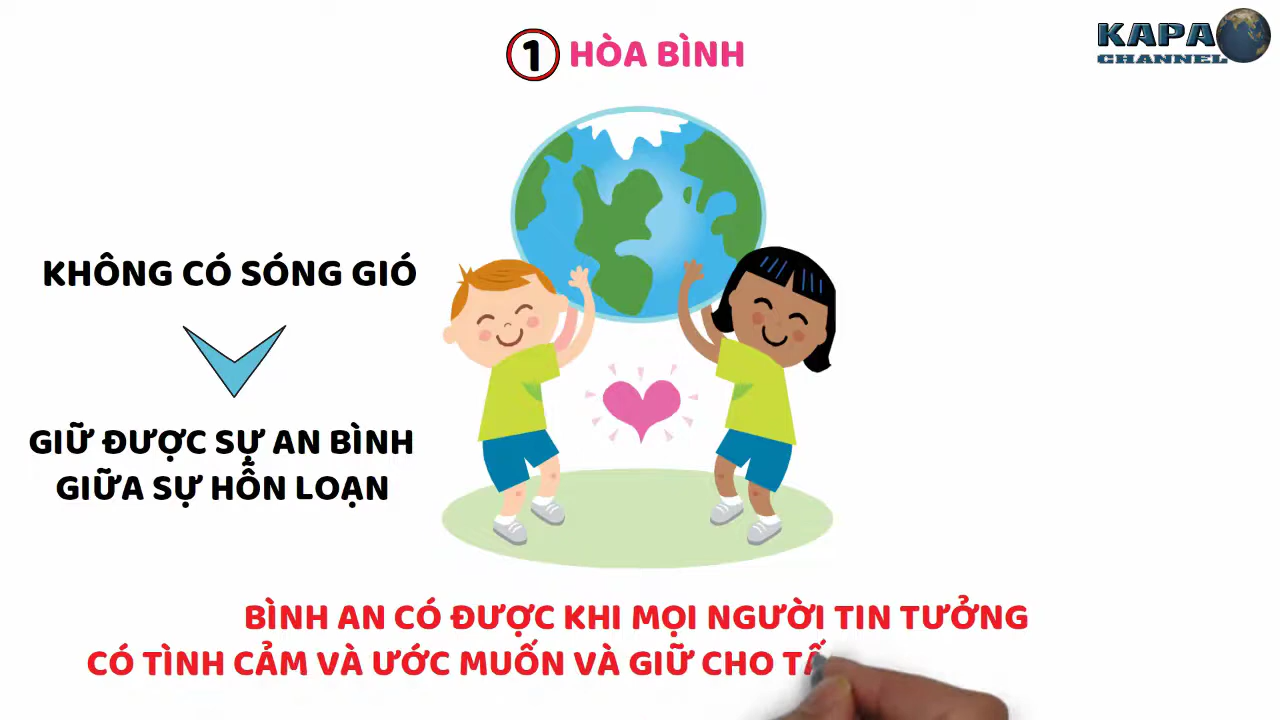 1 HÒA BÌNH
KAPA
CHANNEL
KHÔNG CÓ SÓNG GIÓ
GIỮ ĐƯỢC SỰ AN BÌNH
GIỮA SỰ HỖN LOẠN
BÌNH AN CÓ ĐƯỢC KHI MỌI NGƯỜI TIN TƯỞNG
CÓ TÌNH CẢM VÀ ƯỚC MUỐN VÀ GIỮ CHO